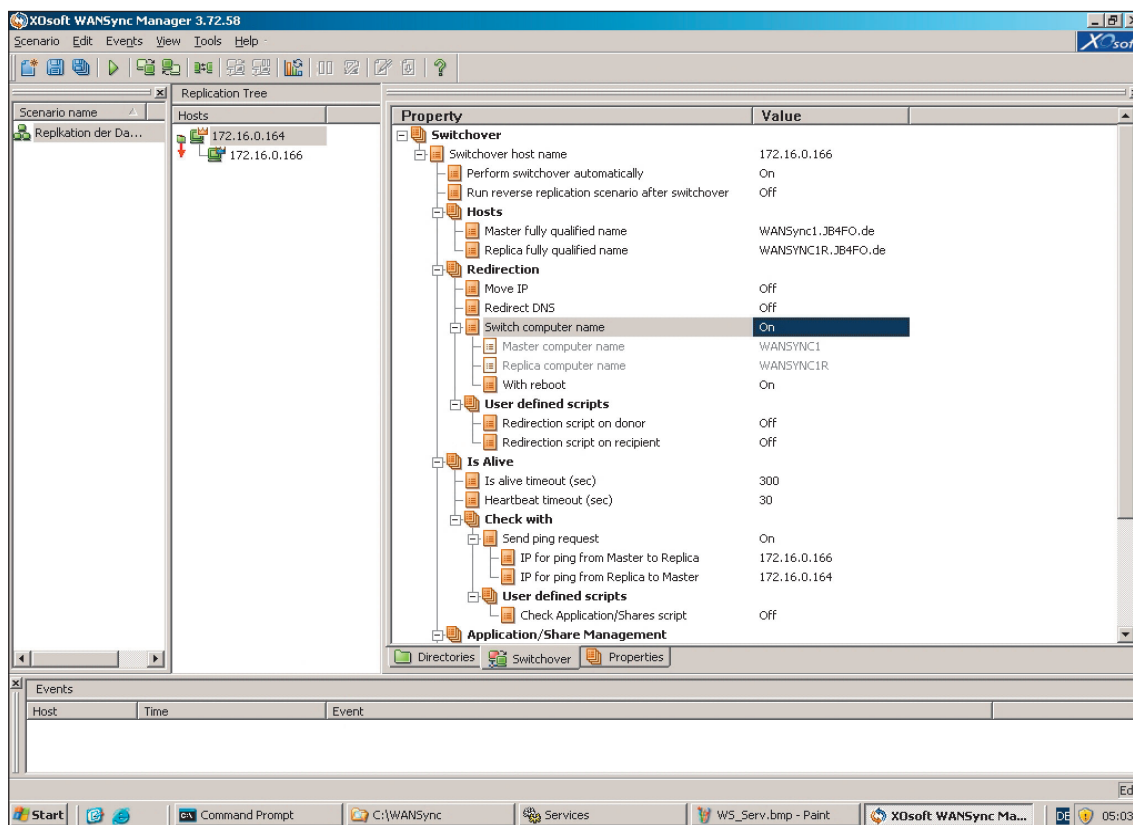 XOsoft WANSync Manager 3.72.58
Scenario Edit Events View Tools Help
XOsoft
Scenario name
Replkation der Da...
Replication Tree
Hosts
172.16.0.164
172.16.0.166
Property Value
Switchover
Switchover host name 172.16.0.166
Perform switchover automatically On
Run reverse replication scenario after switchover Off
Hosts
Master fully qualified name WANSync1.JB4FO.de
Replica fully qualified name WANSYNC1R.JB4FO.de
Redirection
Move IP Off
Redirect DNS Off
Switch computer name On
Master computer name WANSYNC1
Replica computer name WANSYNC1R
With reboot On
User defined scripts
Redirection script on donor Off
Redirection script on recipient Off
Is Alive
Is alive timeout (sec) 300
Heartbeat timeout (sec) 30
Check with
Send ping request On
IP for ping from Master to Replica 172.16.0.166
IP for ping from Replica to Master 172.16.0.164
User defined scripts
Check Application/Shares script Off
Application/Share Management
Directories Switchover Properties
Events
Host Time Event
Ed
Start Command Prompt C:\WANSync Services WS_Serv.bmp - Paint XOsoft WANSync Ma... DE 05:03